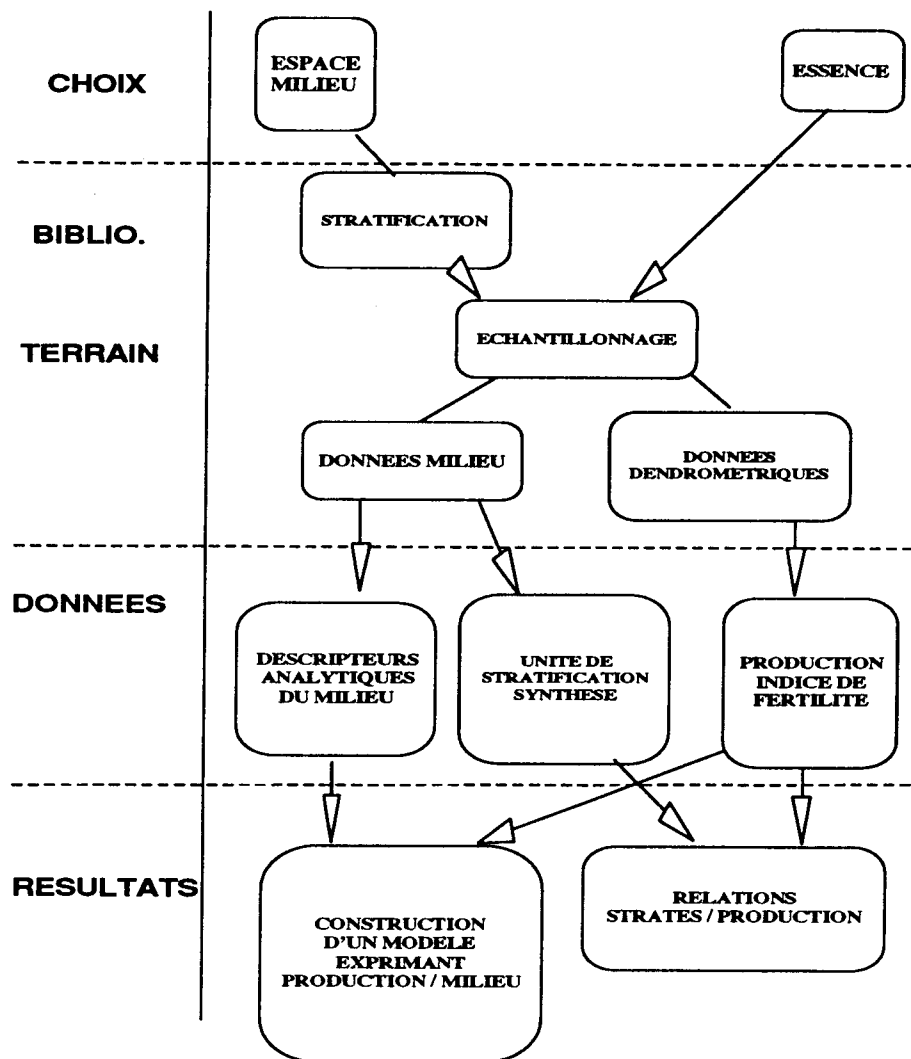 CHOIX
ESPACE
MILIEU
ESSENCE
BIBLIO.
STRATIFICATION
TERRAIN
ECHANTILLONNAGE
DONNEES MILIEU
DONNEES
DENDROMETRIQUES
DONNEES
DESCRIPTEURS
ANALYTIQUES
DU MILIEU
UNITE DE
STRATIFICATION
SYNTHESE
PRODUCTION
INDICE DE
FERTILITE
RESULTATS
CONSTRUCTION
D'UN MODELE
EXPRIMANT
PRODUCTION / MILIEU
RELATIONS
STRATES / PRODUCTION